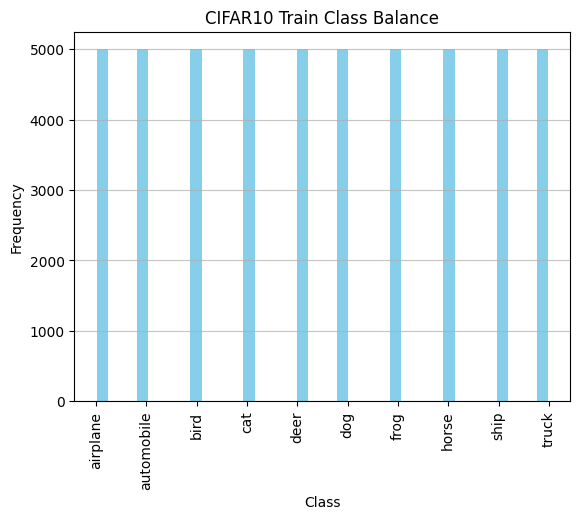 CIFAR10 Train Class Balance
Frequency
5000
4000
3000
2000
1000
0
airplane
automobile
bird
cat
deer
dog
frog
horse
ship
truck
Class